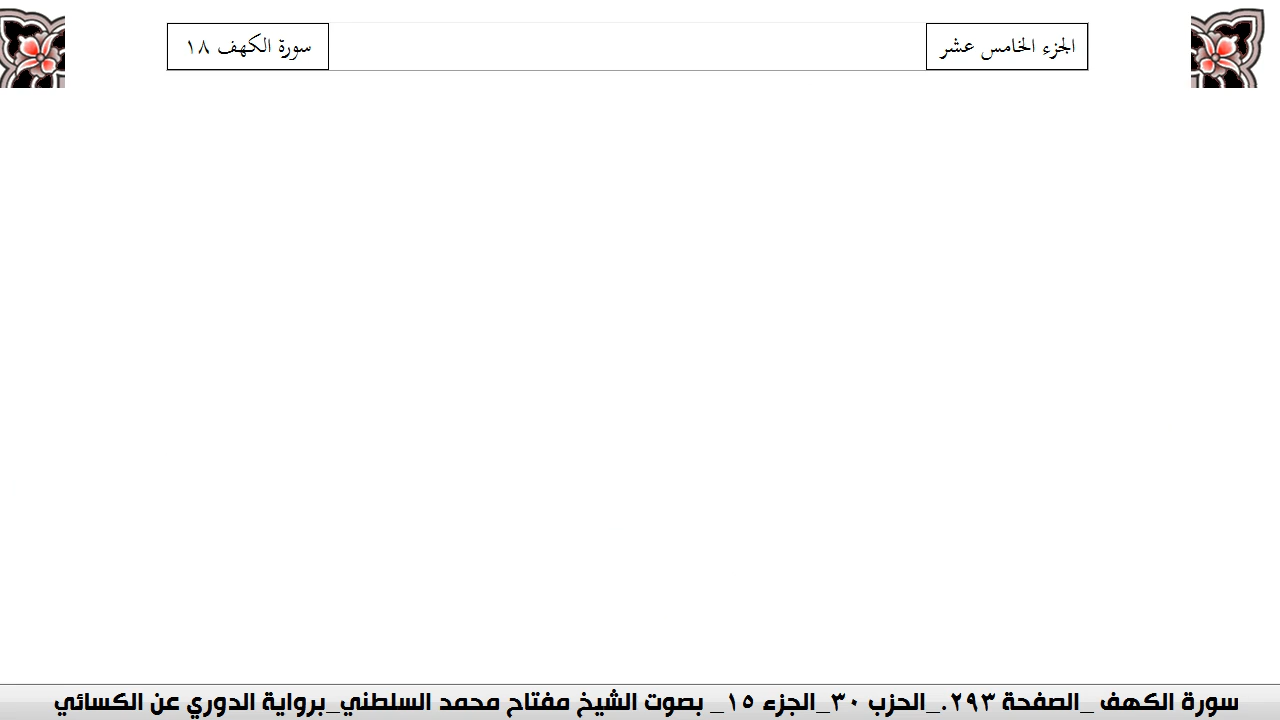 الجزء الخامس عشر
سورة الكهف ١٨
سورة الكهف _الصفحة ٢٩٣._الحزب ٣٠_الجزء ١٥_ بصوت الشيخ مفتاح محمد السلطني_برواية الدوري عن الكسائي